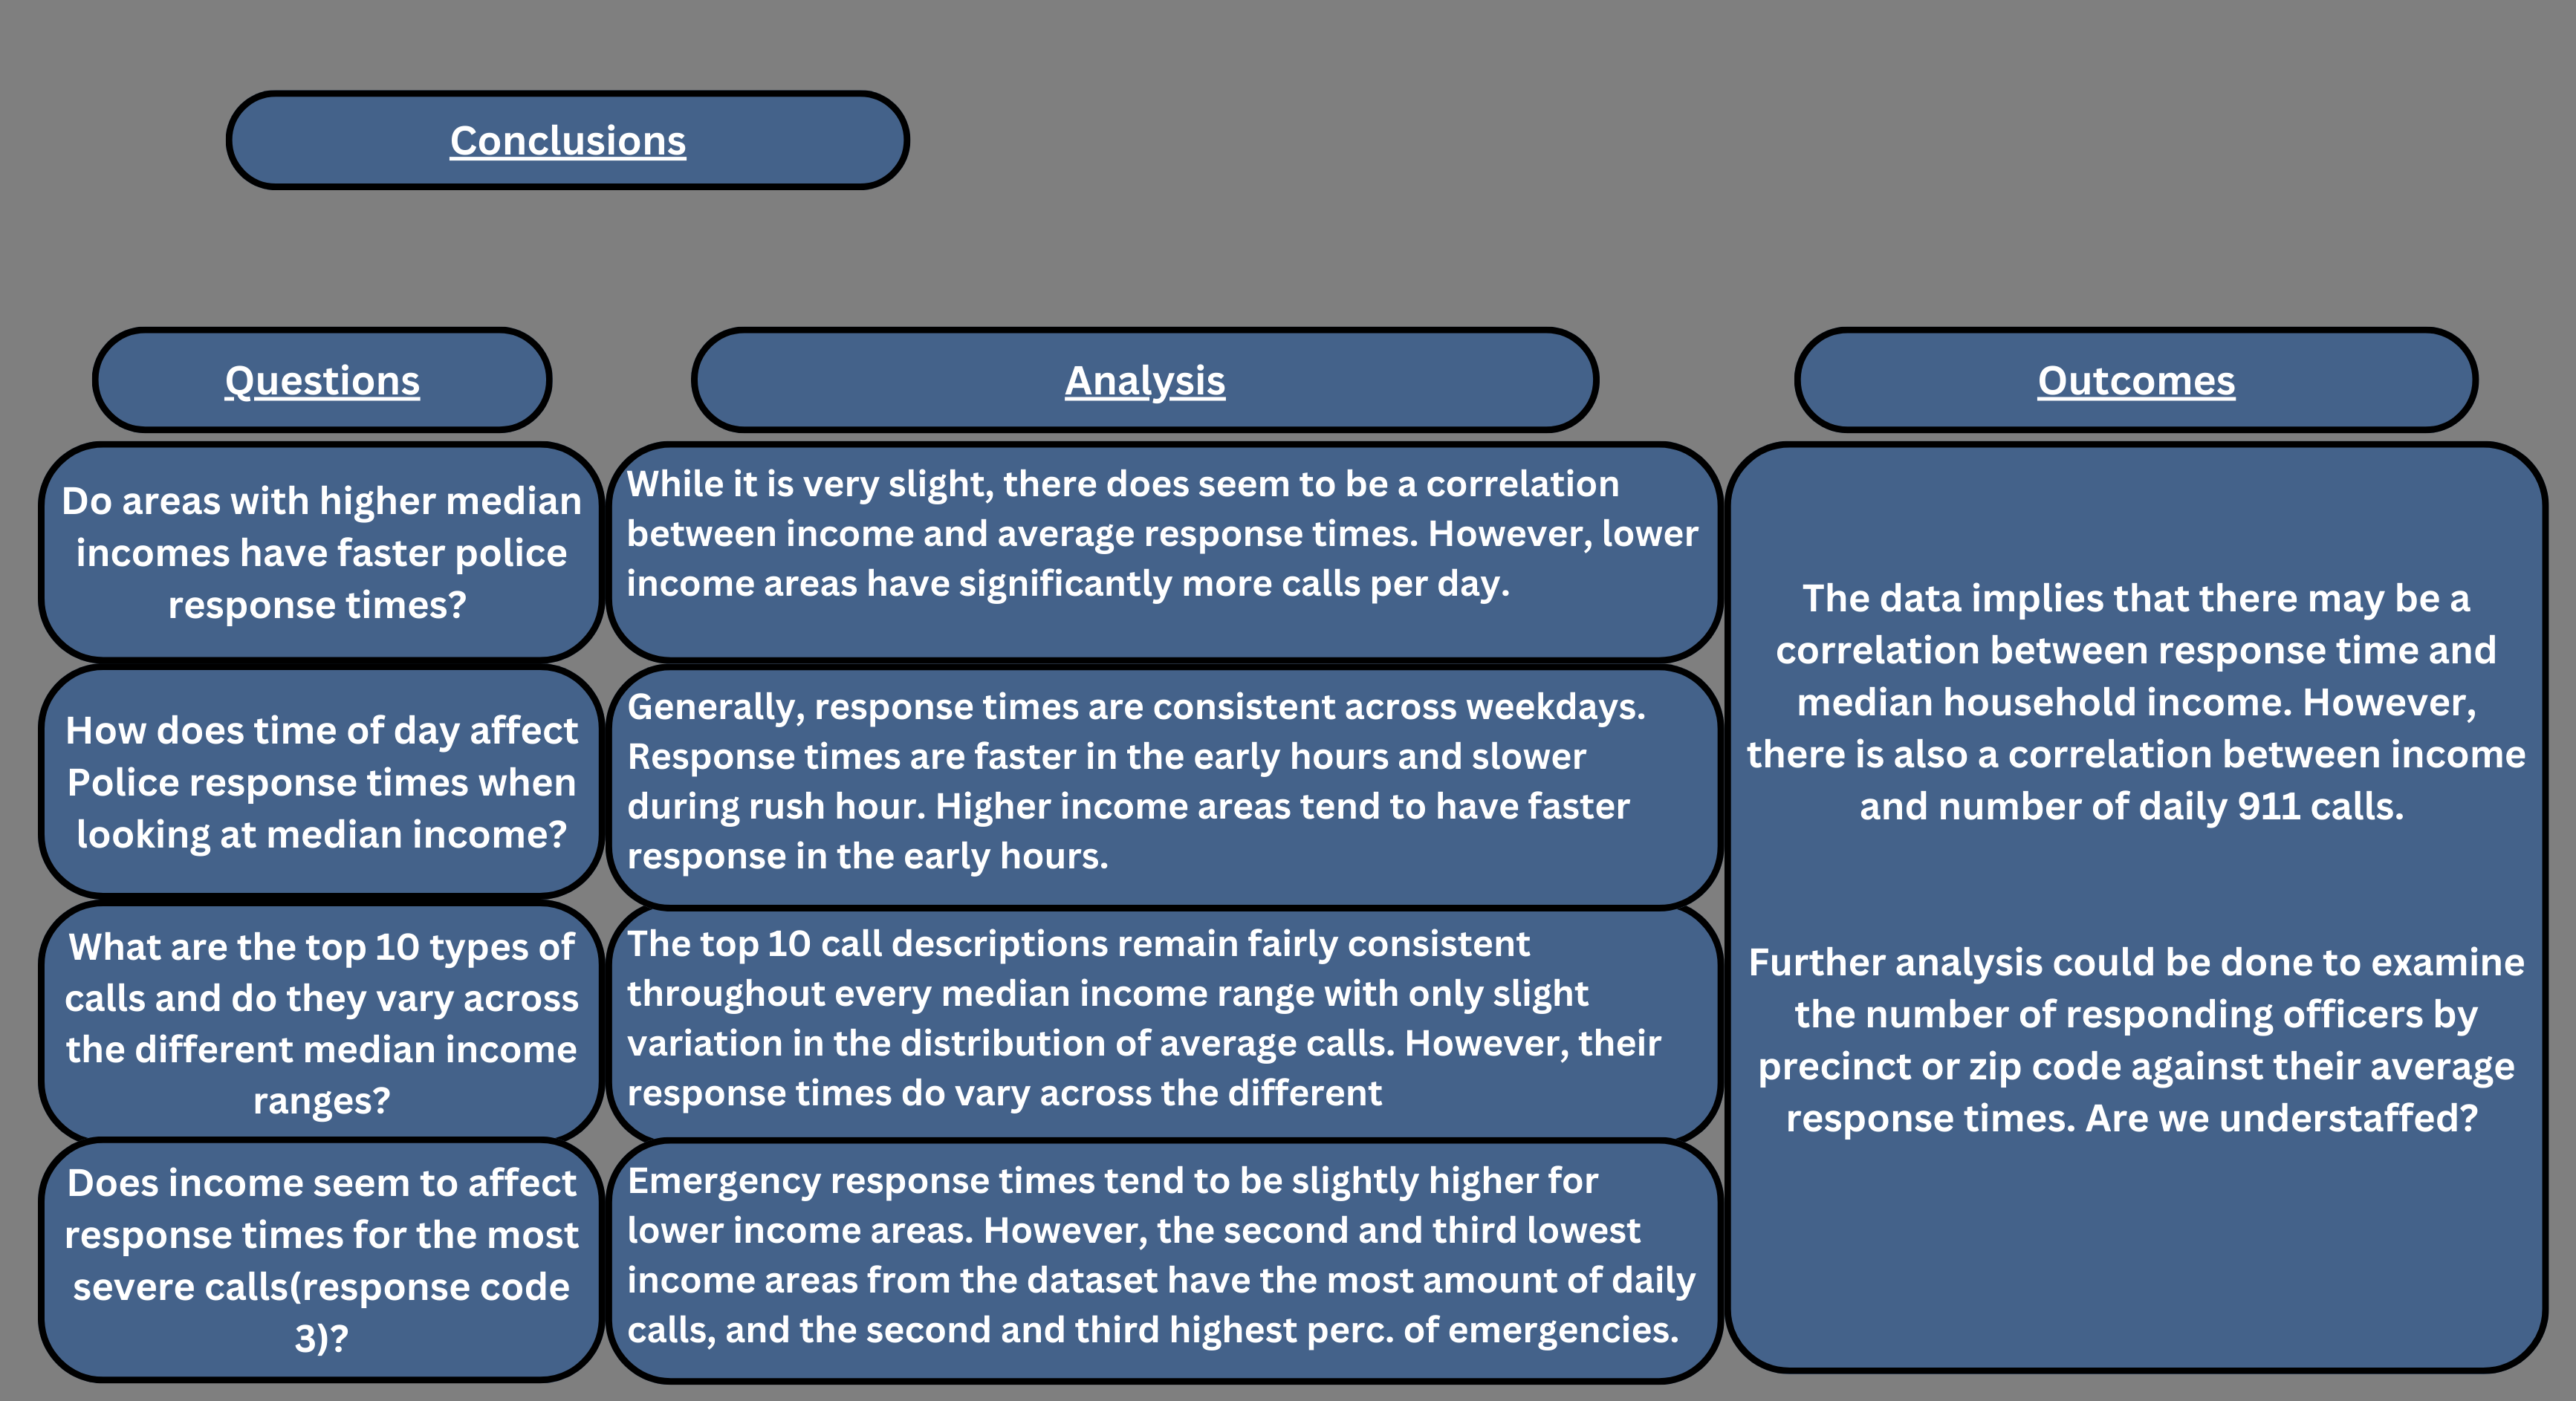 Conclusions
Questions
Analysis
Outcomes
Do areas with higher median
incomes have faster police
response times?
While it is very slight, there does seem to be a correlation
between income and average response times. However, lower
income areas have significantly more calls per day.
How does time of day affect
Police response times when
looking at median income?
Generally, response times are consistent across weekdays.
Response times are faster in the early hours and slower
during rush hour. Higher income areas tend to have faster
response in the early hours.
What are the top 10 types of
calls and do they vary across
the different median income
ranges?
The top 10 call descriptions remain fairly consistent
throughout every median income range with only slight
variation in the distribution of average calls. However, their
response times do vary across the different
Does income seem to affect
response times for the most
severe calls(response code
3)?
Emergency response times tend to be slightly higher for
lower income areas. However, the second and third lowest
income areas from the dataset have the most amount of daily
calls, and the second and third highest perc. of emergencies.
The data implies that there may be a
correlation between response time and
median household income. However,
there is also a correlation between income
and number of daily 911 calls.
Further analysis could be done to examine
the number of responding officers by
precinct or zip code against their average
response times. Are we understaffed?